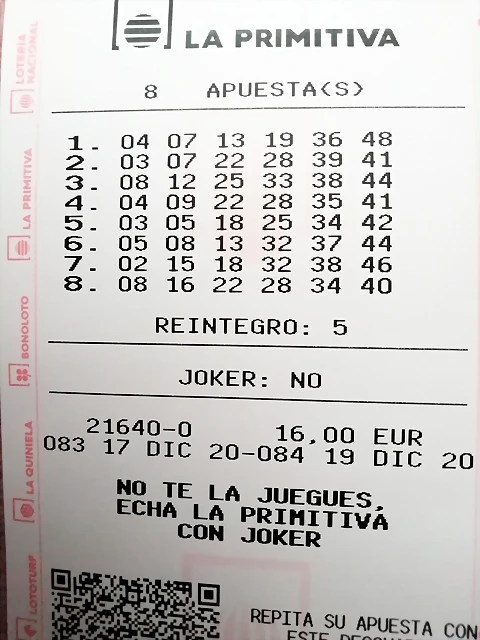 LA PRIMITIVA
8 APUESTA(S)
1. 04 07 13 19 36 48
2. 03 07 22 28 39 41
3. 08 12 25 33 38 44
4. 04 09 22 28 35 41
5. 03 05 18 25 34 42
6. 05 08 13 32 37 44
7. 02 15 18 32 38 46
8. 08 16 22 28 34 40
REINTEGRO: 5
JOKER: NO
21640-0 16,00 EUR
083 17 DIC 20-084 19 DIC 20
NO TE LA JUEGUES,
ECHA LA PRIMITIVA
CON JOKER
REPITA SU APUESTA CON
ESTE
LOTERIA
NACIONAL
LA PRIMITIVA
BONOLOTO
LA QUINIELA
LOTOTURF